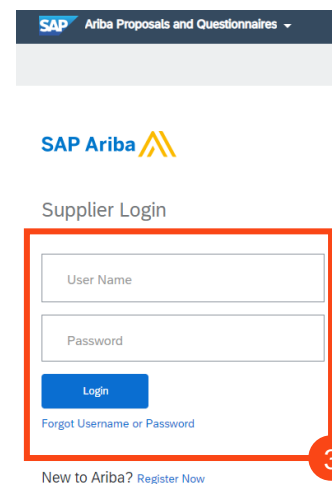 SAP Ariba Proposals and Questionnaires
SAP Ariba
Supplier Login
User Name
Password
Login
Forgot Username or Password
3
New to Ariba? Register Now